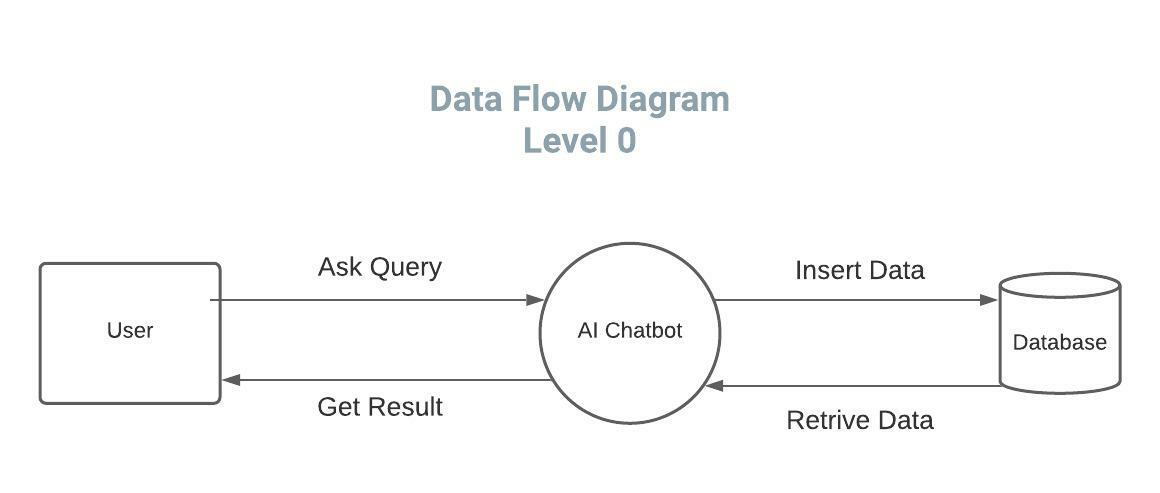 Data Flow Diagram
Level 0
Ask Query
Insert Data
User
AI Chatbot
Database
Get Result
Retrive Data